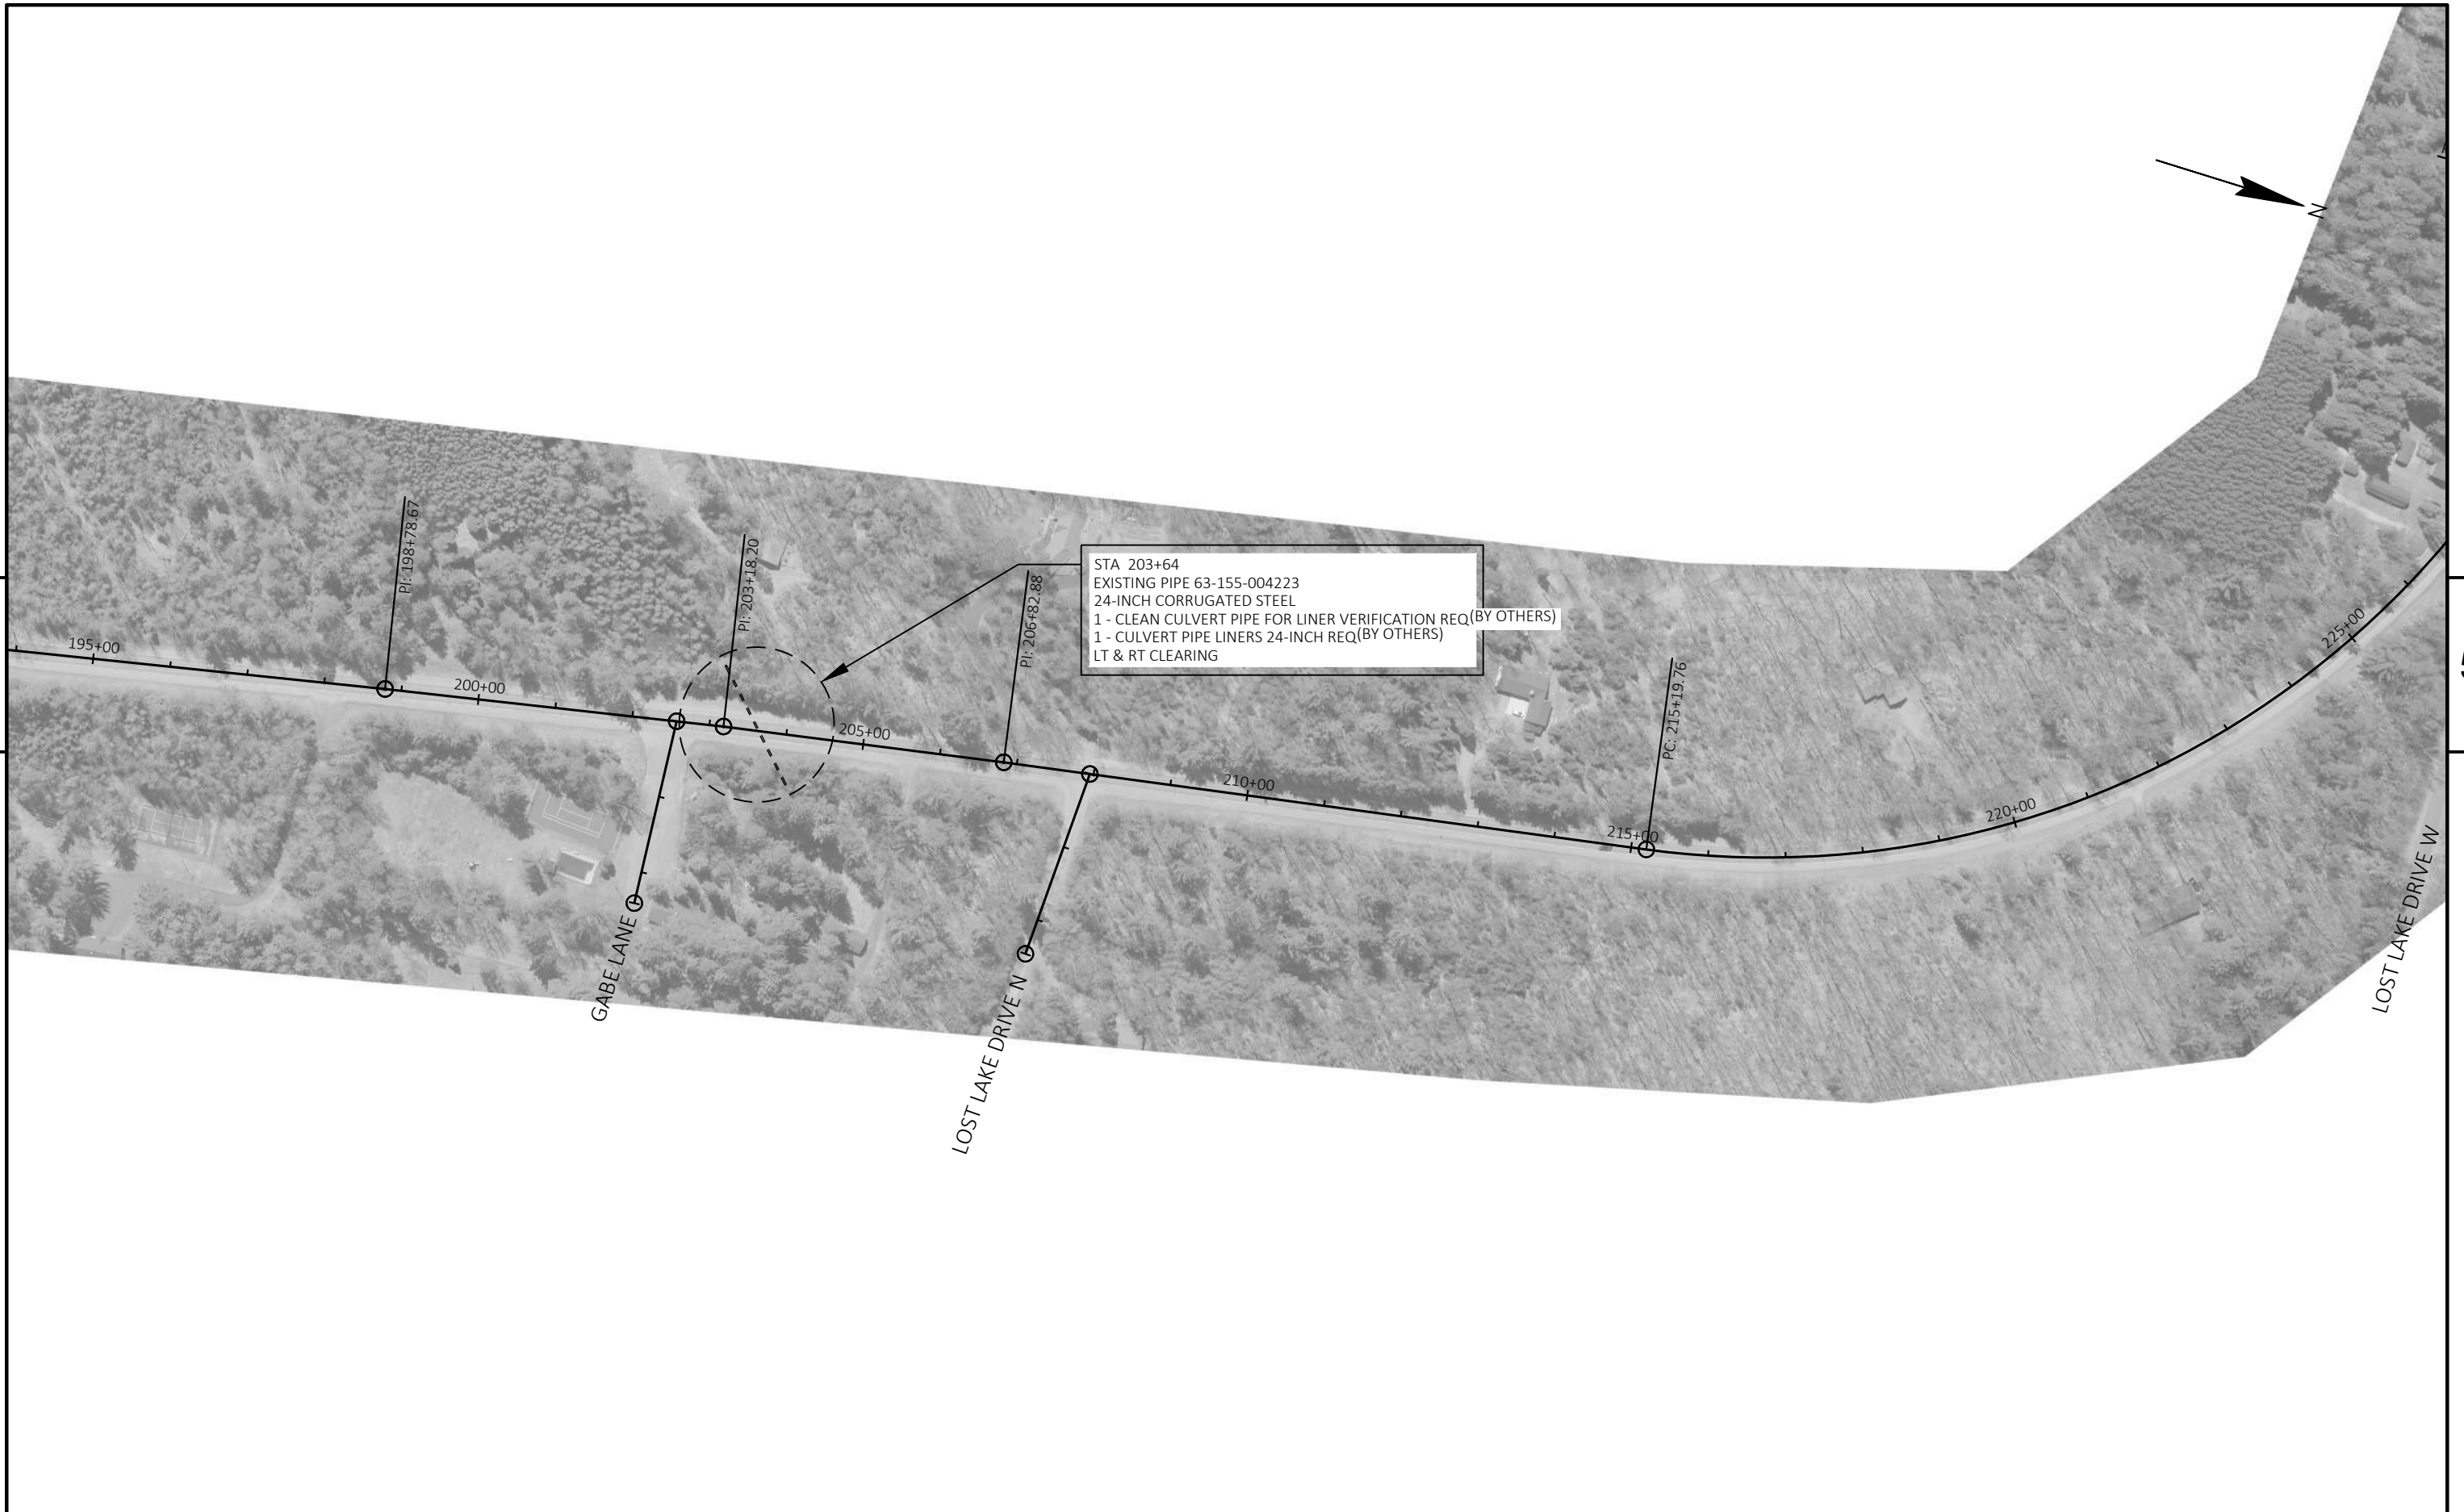 N
PI: 198+78.67
PI: 203+18.20
PI: 206+82.88
STA  203+64
EXISTING PIPE 63-155-004223
24-INCH CORRUGATED STEEL
1 - CLEAN CULVERT PIPE FOR LINER VERIFICATION REQ(BY OTHERS)
1 - CULVERT PIPE LINERS 24-INCH REQ(BY OTHERS)
LT & RT CLEARING
PC: 215+19.76
195+00
200+00
205+00
210+00
215+00
220+00
225+00
GABE LANE
LOST LAKE DRIVE N
LOST LAKE DRIVE W